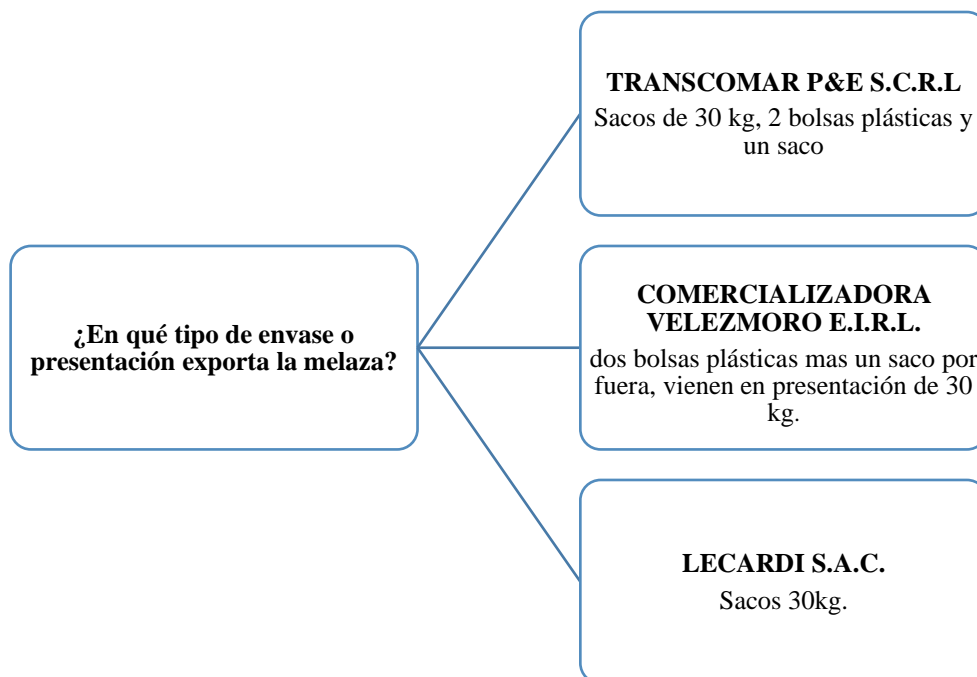 ¿En qué tipo de envase o
presentación exporta la melaza?
TRANSCOMAR P&E S.C.R.L
Sacos de 30 kg, 2 bolsas plásticas y
un saco
COMERCIALIZADORA
VELEZMORO E.I.R.L.
dos bolsas plásticas mas un saco por
fuera, vienen en presentación de 30
kg.
LECARDI S.A.C.
Sacos 30kg.